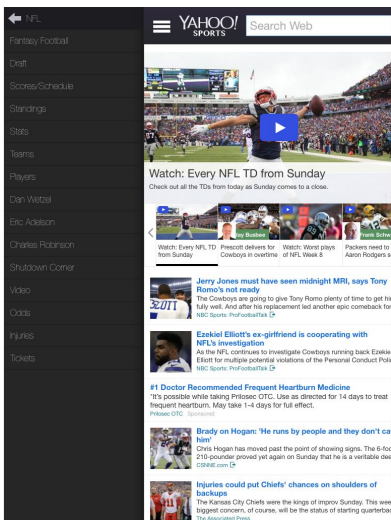 NFL
Fantasy Football
Draft
Scores/Schedule
Standings
Stats
Teams
Players
Dan Wetzel
Eric Adelson
Charles Robinson
Shutdown Corner
Video
Odds
Injuries
Tickets
YAHOO!
SPORTS
Search Web
Watch: Every NFL TD from Sunday
Check out all the TDs from today as Sunday comes to a close.
Jay Busbee
Frank Schw
Watch: Every NFL TD
from Sunday
Prescott delivers for
Cowboys in overtime
Watch: Worst plays
of NFL Week 8
Packers need to
Aaron Rodgers s
Jerry Jones must have seen midnight MRI, says Tony
Romo's not ready
The Cowboys are going to give Tony Romo plenty of time to get him
fully well. And after his replacement led another epic comeback for
NBC Sports: ProFootballTalk
Ezekiel Elliott's ex-girlfriend is cooperating with
NFL's investigation
As the NFL continues to investigate Cowboys running back Ezekie
Elliott for multiple potential violations of the Personal Conduct Polic
NBC Sports: ProFootballTalk
#1 Doctor Recommended Frequent Heartburn Medicine
*It's possible while taking Prilosec OTC. Use as directed for 14 days to treat
frequent heartburn. May take 1-4 days for full effect.
Prilosec OTC Sponsored
Brady on Hogan: 'He runs by people and they don't ca
him'
Chris Hogan has moved past the point of showing signs. The 6-foo
210-pounder proved yet again on Sunday that he is a veritable dee
CSNNE.com
Injuries could put Chiefs' chances on shoulders of
backups
The Kansas City Chiefs were the kings of improv Sunday. This wee
biggest concern, of course, will be the status of starting quarterbac
The Associated Press